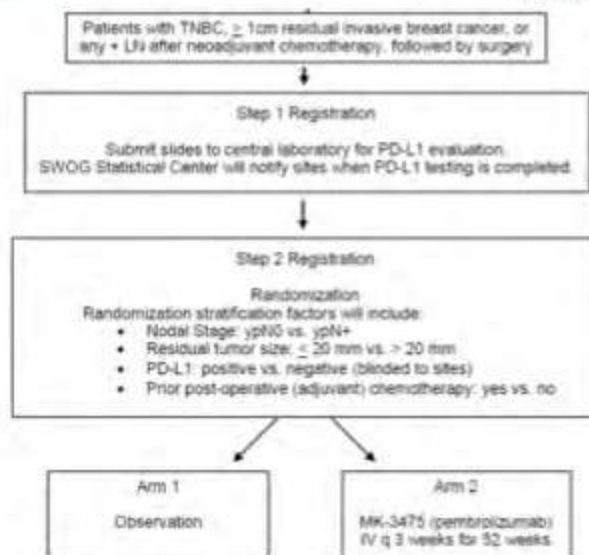 Patients with TNBC, ≥ 1cm residual invasive breast cancer, or
any + LN after neoadjuvant chemotherapy, followed by surgery
Step 1 Registration
Submit slides to central laboratory for PD-L1 evaluation.
SWOG Statistical Center will notify sites when PD-L1 testing is completed.
Step 2 Registration
Randomization
Randomization stratification factors will include:
• Nodal Stage: ypN0 vs. ypN+
• Residual tumor size: ≤ 20 mm vs. > 20 mm
• PD-L1: positive vs. negative (blinded to sites)
• Prior post-operative (adjuvant) chemotherapy: yes vs. no
Arm 1
Observation
Arm 2
MK-3475 (pembrolizumab)
IV q 3 weeks for 52 weeks